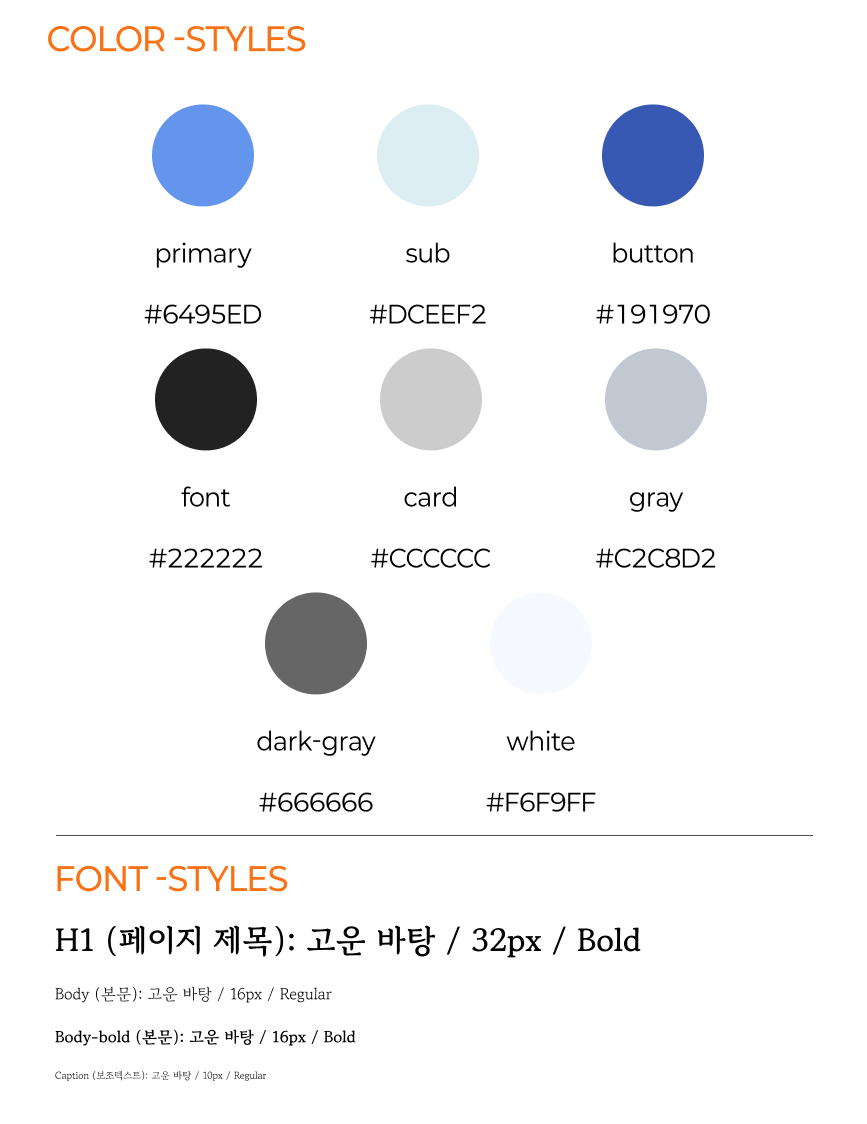 COLOR -STYLES
primary sub button
#6495ED #DCEEF2 #191970
font card gray
#222222 #CCCCCC #C2C8D2
dark-gray white
#666666 #F6F9FF
FONT -STYLES
H1 (페이지 제목): 고운 바탕 / 32px / Bold
Body (본문): 고운 바탕 / 16px / Regular
Body-bold (본문): 고운 바탕 / 16px / Bold
Caption (보조텍스트): 고운 바탕 / 10px / Regular